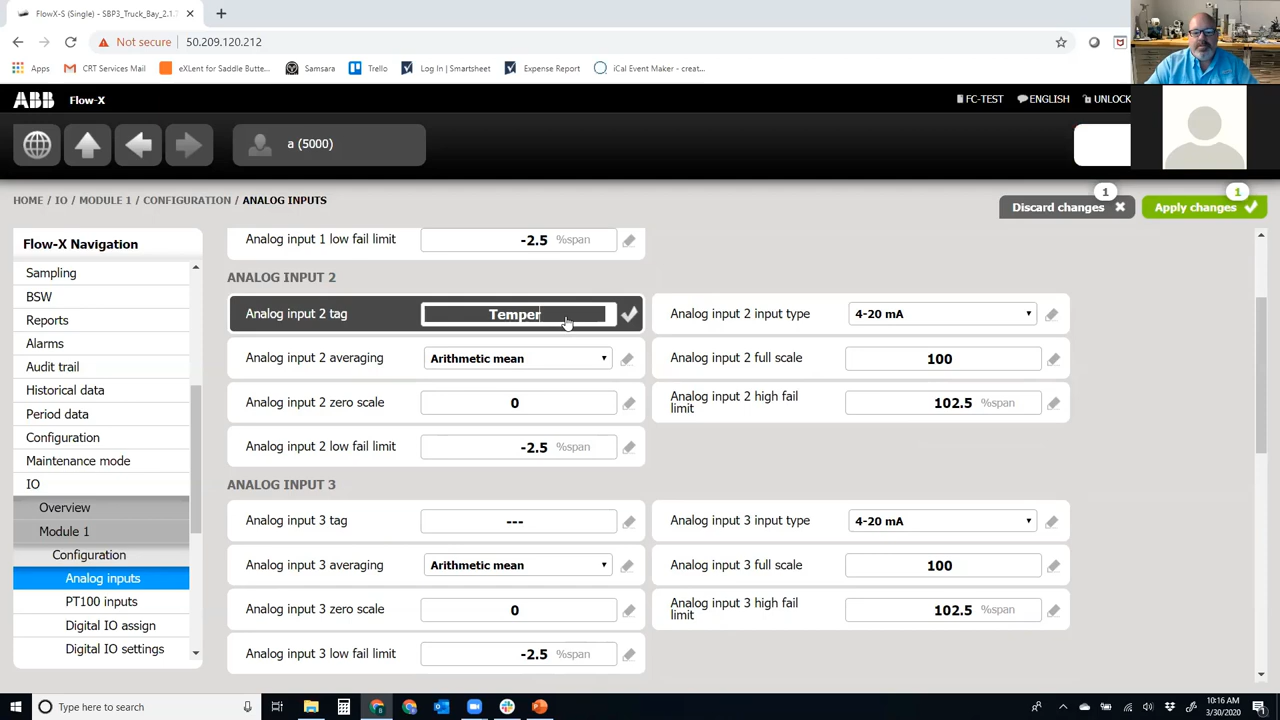 FlowX-S (Single) - SBP3_Truck_Bay_2.1.
Not secure 50.209.120.212
Apps CRT Services Mail eXLent for Saddle Butte... Samsara Trello Log In | Smartsheet Expense Report iCal Event Maker - creat...
ABB Flow-X FC-TEST ENGLISH UNLOCK
a (5000)
HOME / IO / MODULE 1 / CONFIGURATION / ANALOG INPUTS
1 1
Discard changes Apply changes
Flow-X Navigation
Sampling
BSW
Reports
Alarms
Audit trail
Historical data
Period data
Configuration
Maintenance mode
IO
Overview
Module 1
Configuration
Analog inputs
PT100 inputs
Digital IO assign
Digital IO settings
Analog input 1 low fail limit -2.5 %span
ANALOG INPUT 2
Analog input 2 tag Temper Analog input 2 input type 4-20 mA
Analog input 2 averaging Arithmetic mean Analog input 2 full scale 100
Analog input 2 zero scale 0 Analog input 2 high fail limit 102.5 %span
Analog input 2 low fail limit -2.5 %span
ANALOG INPUT 3
Analog input 3 tag --- Analog input 3 input type 4-20 mA
Analog input 3 averaging Arithmetic mean Analog input 3 full scale 100
Analog input 3 zero scale 0 Analog input 3 high fail limit 102.5 %span
Analog input 3 low fail limit -2.5 %span
Type here to search
10:16 AM
3/30/2020